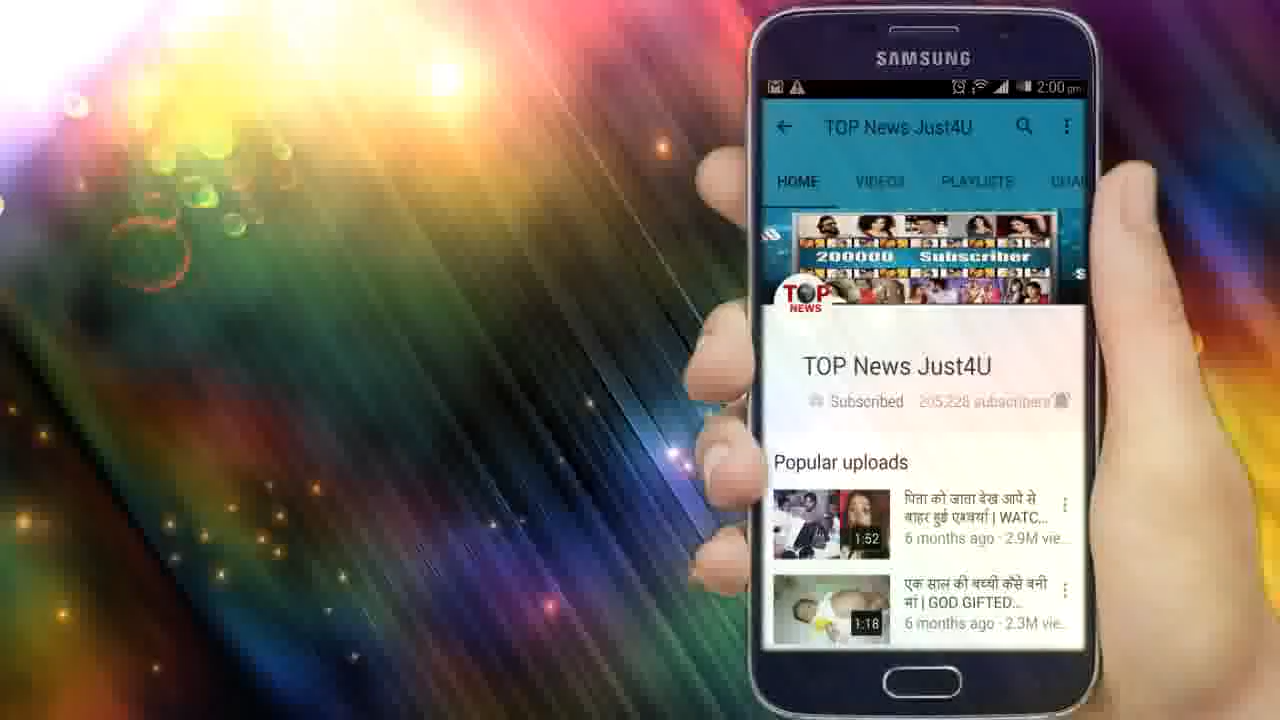 SAMSUNG
2:00 pm
TOP News Just4U
HOME VIDEOS PLAYLISTS CHA
200000 Subscriber
TOP
NEWS
TOP News Just4U
Subscribed 205,228 subscribers
Popular uploads
पिता को जाता देख आपे से
बाहर हुई एश्वर्या | WATC...
1:52
6 months ago · 2.9M vie...
एक साल की बच्ची कैसे बनी
मां | GOD GIFTED...
1:18
6 months ago · 2.3M vie...